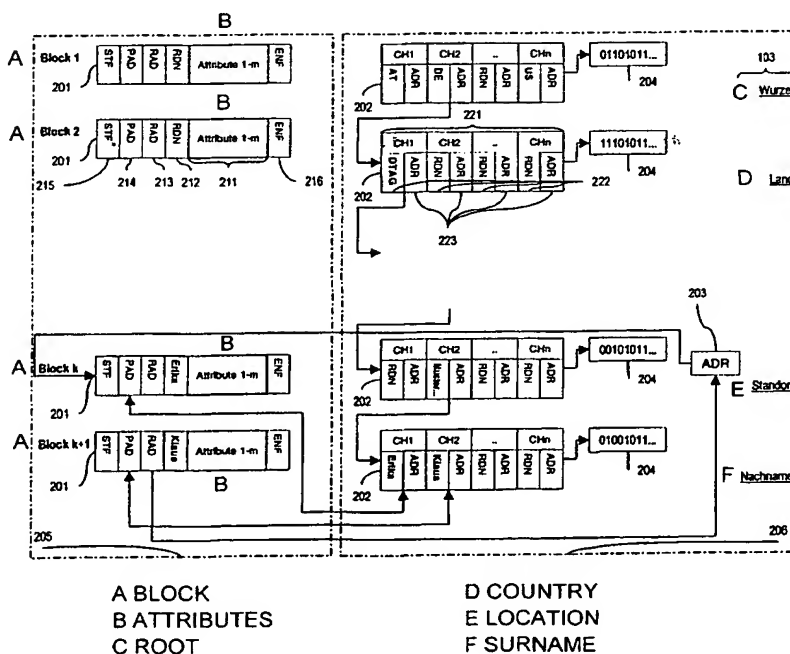 B
A Block 1 STF PAD RAD RDN Attribute 1-m ENF
201
B
A Block 2 STF PAD RAD RDN Attribute 1-m ENF
201
215 214 213 212 211 216
CH1 CH2 .. CHn
AT ADR DE ADR RDN ADR US ADR
01101011...
202 204
103
C Wurze
221
CH1 CH2 .. CHn
DTAG ADR RDN ADR RDN ADR RDN ADR
11101011...
202 222 204
223
D Land
B
A Block k STF PAD RAD Erika Attribute 1-m ENF
201
A Block k+1 STF PAD RAD Klaus Attribute 1-m ENF
201
B
205
CH1 CH2 .. CHn
RDN ADR ADR RDN ADR RDN ADR
00101011...
202 204
203
ADR
E Standor
CH1 CH2 .. CHn
Erika ADR Klaus ADR RDN ADR RDN ADR
01001011...
202 204
F Nachname
206
A BLOCK
B ATTRIBUTES
C ROOT
D COUNTRY
E LOCATION
F SURNAME